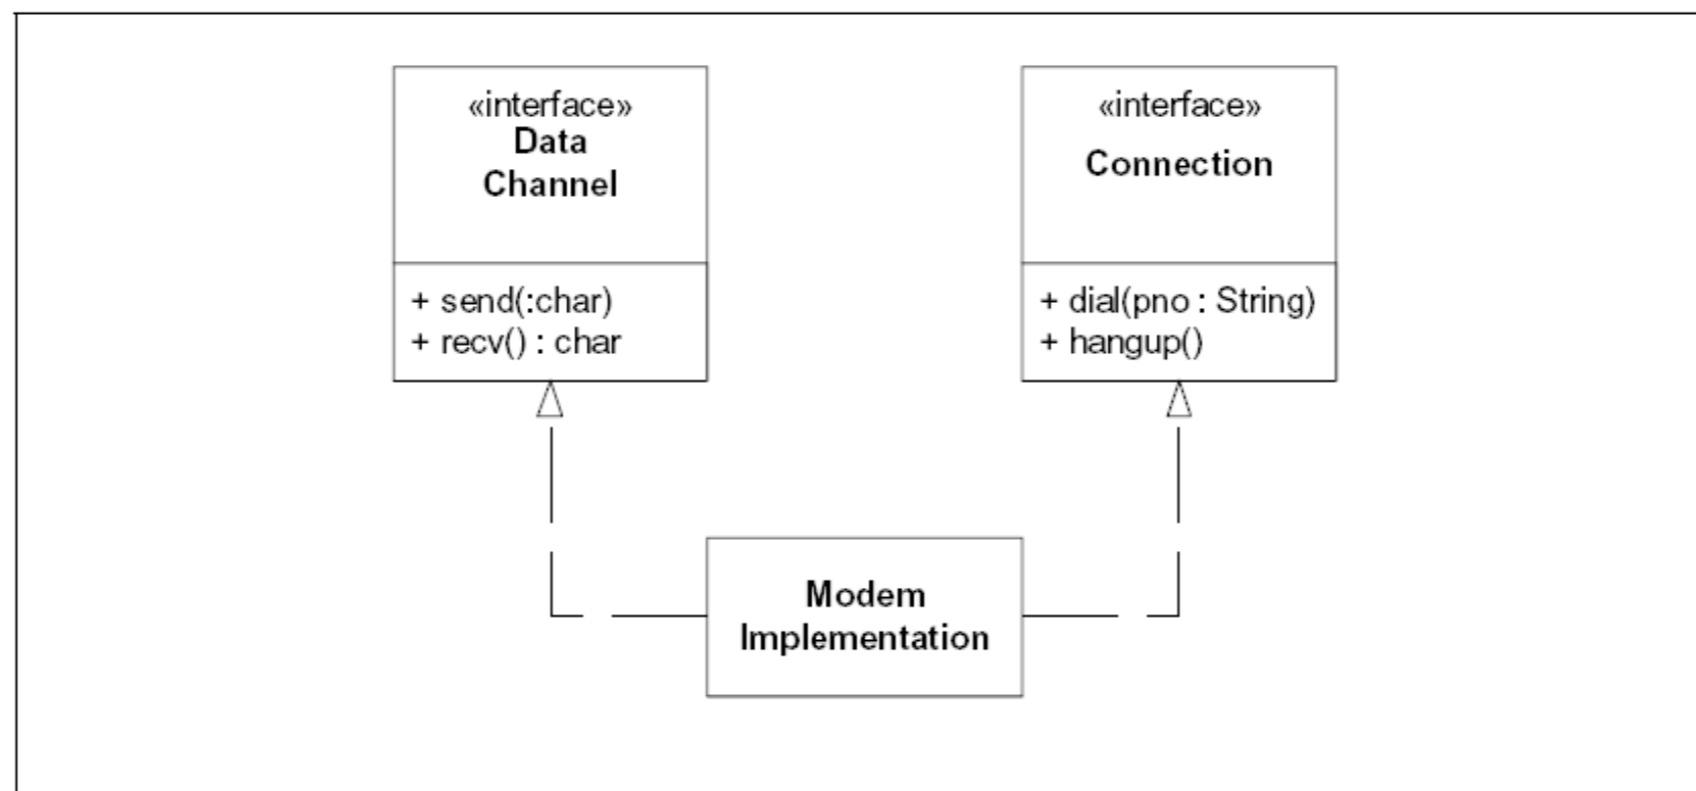 «interface»
Data
Channel
+ send(:char)
+ recv() : char
«interface»
Connection
+ dial(pno : String)
+ hangup()
Modem
Implementation